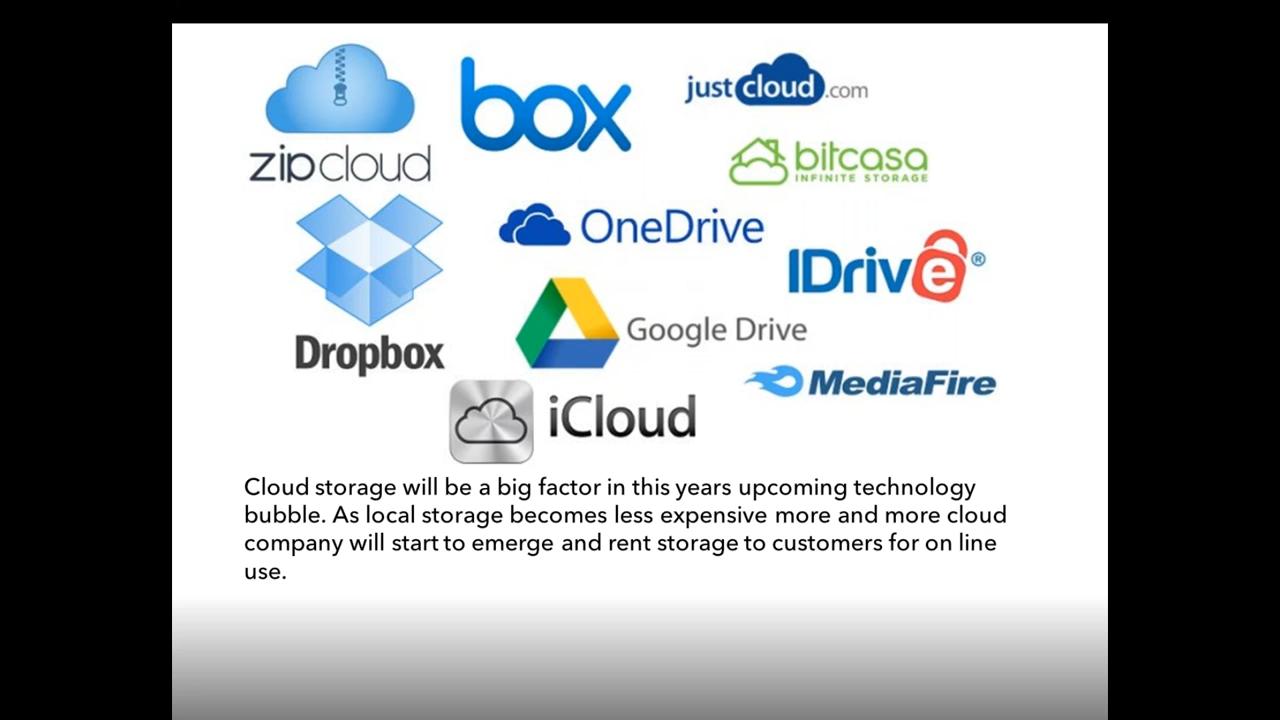 zipcloud
box
justcloud.com
bitcasa
INFINITE STORAGE
Dropbox
OneDrive
IDrive®
Google Drive
MediaFire
iCloud
Cloud storage will be a big factor in this years upcoming technology
bubble. As local storage becomes less expensive more and more cloud
company will start to emerge and rent storage to customers for on line
use.